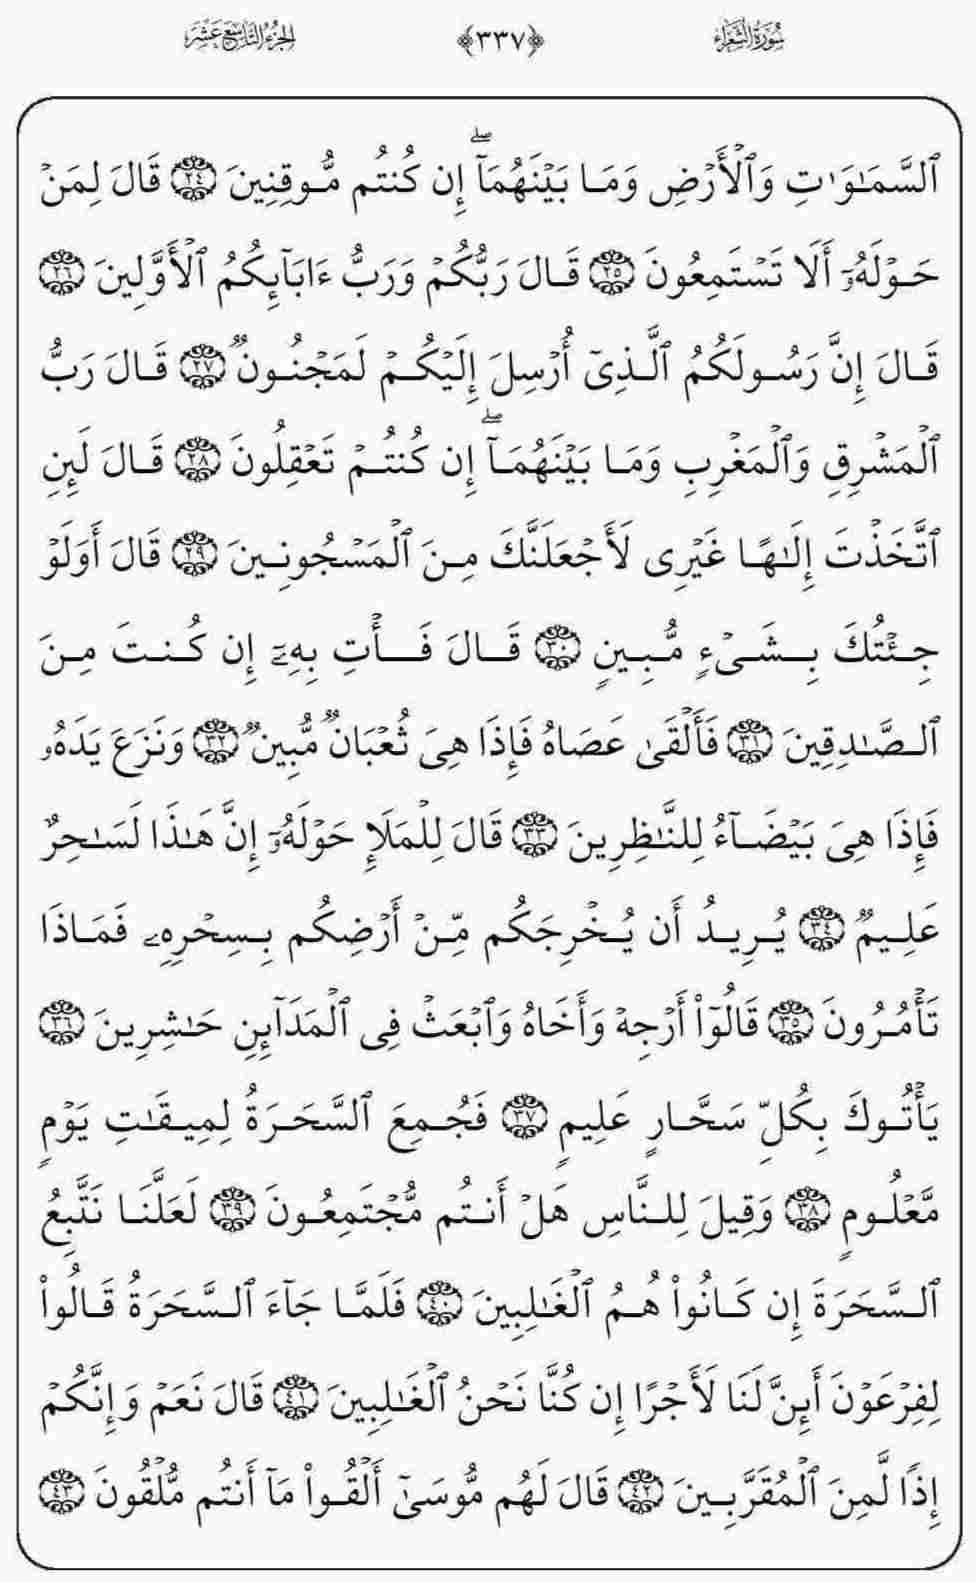 سُورَةُ الشُّعَرَاءِ ﴿٣٣٧﴾ الجُزْءُ التَّاسِعَ عَشَرَ
ٱلسَّمَٰوَٰتِ وَٱلْأَرْضِ وَمَا بَيْنَهُمَآ ۖ إِن كُنتُم مُّوقِنِينَ ٢٤ قَالَ لِمَنْ
حَوْلَهُۥٓ أَلَا تَسْتَمِعُونَ ٢٥ قَالَ رَبُّكُمْ وَرَبُّ ءَابَآئِكُمُ ٱلْأَوَّلِينَ ٢٦
قَالَ إِنَّ رَسُولَكُمُ ٱلَّذِىٓ أُرْسِلَ إِلَيْكُمْ لَمَجْنُونٌ ٢٧ قَالَ رَبُّ
ٱلْمَشْرِقِ وَٱلْمَغْرِبِ وَمَا بَيْنَهُمَآ ۖ إِن كُنتُمْ تَعْقِلُونَ ٢٨ قَالَ لَئِنِ
ٱتَّخَذْتَ إِلَٰهًا غَيْرِى لَأَجْعَلَنَّكَ مِنَ ٱلْمَسْجُونِينَ ٢٩ قَالَ أَوَلَوْ
جِئْتُكَ بِشَىْءٍ مُّبِينٍ ٣٠ قَالَ فَأْتِ بِهِۦٓ إِن كُنتَ مِنَ
ٱلصَّٰدِقِينَ ٣١ فَأَلْقَىٰ عَصَاهُ فَإِذَا هِىَ ثُعْبَانٌ مُّبِينٌ ٣٢ وَنَزَعَ يَدَهُۥ
فَإِذَا هِىَ بَيْضَآءُ لِلنَّٰظِرِينَ ٣٣ قَالَ لِلْمَلَإِ حَوْلَهُۥٓ إِنَّ هَٰذَا لَسَٰحِرٌ
عَلِيمٌ ٣٤ يُرِيدُ أَن يُخْرِجَكُم مِّنْ أَرْضِكُم بِسِحْرِهِۦ فَمَاذَا
تَأْمُرُونَ ٣٥ قَالُوٓا۟ أَرْجِهْ وَأَخَاهُ وَٱبْعَثْ فِى ٱلْمَدَآئِنِ حَٰشِرِينَ ٣٦
يَأْتُوكَ بِكُلِّ سَحَّارٍ عَلِيمٍ ٣٧ فَجُمِعَ ٱلسَّحَرَةُ لِمِيقَٰتِ يَوْمٍ
مَّعْلُومٍ ٣٨ وَقِيلَ لِلنَّاسِ هَلْ أَنتُم مُّجْتَمِعُونَ ٣٩ لَعَلَّنَا نَتَّبِعُ
ٱلسَّحَرَةَ إِن كَانُوا۟ هُمُ ٱلْغَٰلِبِينَ ٤٠ فَلَمَّا جَآءَ ٱلسَّحَرَةُ قَالُوا۟
لِفِرْعَوْنَ أَئِنَّ لَنَا لَأَجْرًا إِن كُنَّا نَحْنُ ٱلْغَٰلِبِينَ ٤١ قَالَ نَعَمْ وَإِنَّكُمْ
إِذًا لَّمِنَ ٱلْمُقَرَّبِينَ ٤٢ قَالَ لَهُم مُّوسَىٰٓ أَلْقُوا۟ مَآ أَنتُم مُّلْقُونَ ٤٣